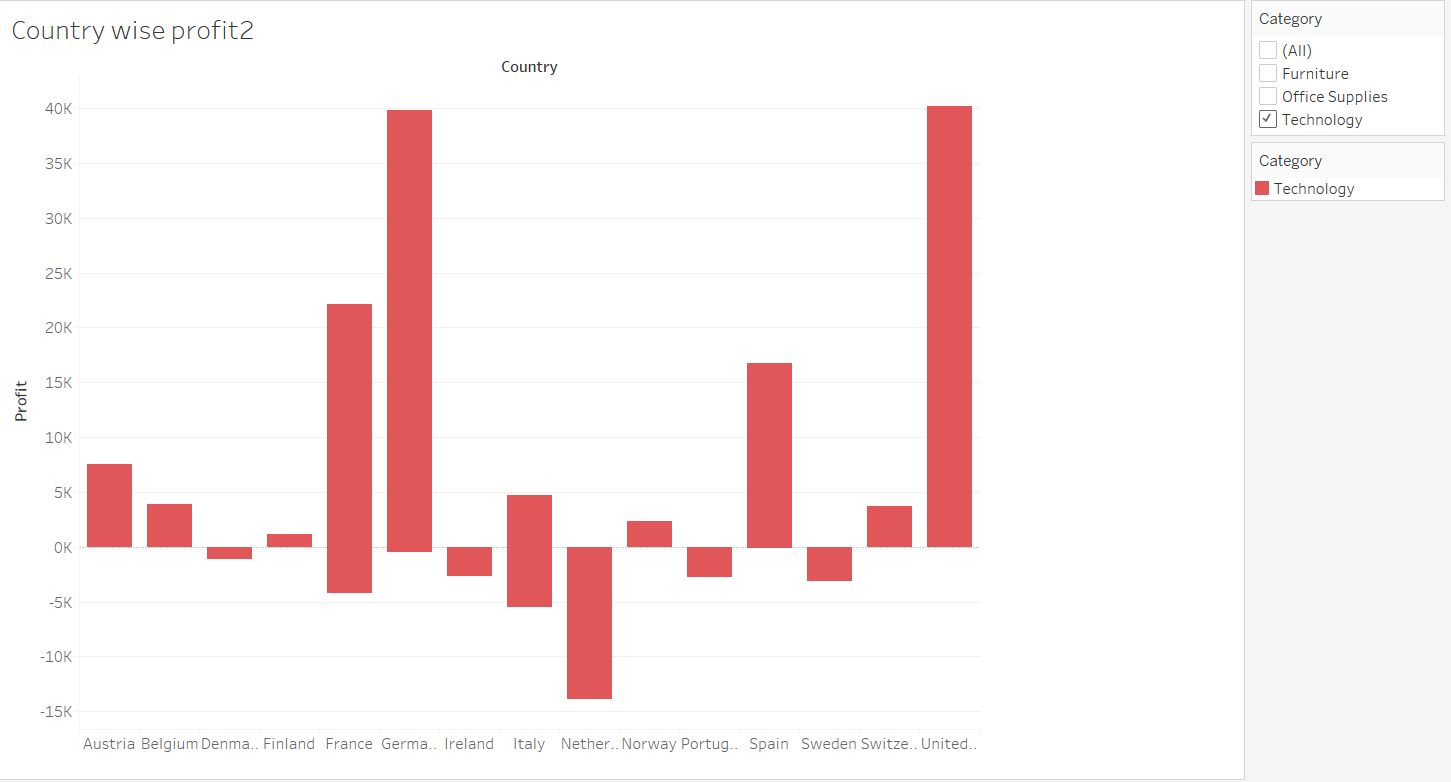 Country wise profit2
Country
40K
35K
30K
25K
20K
15K
10K
5K
0K
-5K
-10K
-15K
Profit
Austria Belgium Denma.. Finland France Germa.. Ireland Italy Nether.. Norway Portug.. Spain Sweden Switze.. United..
Category
(All)
Furniture
Office Supplies
Technology
Category
Technology